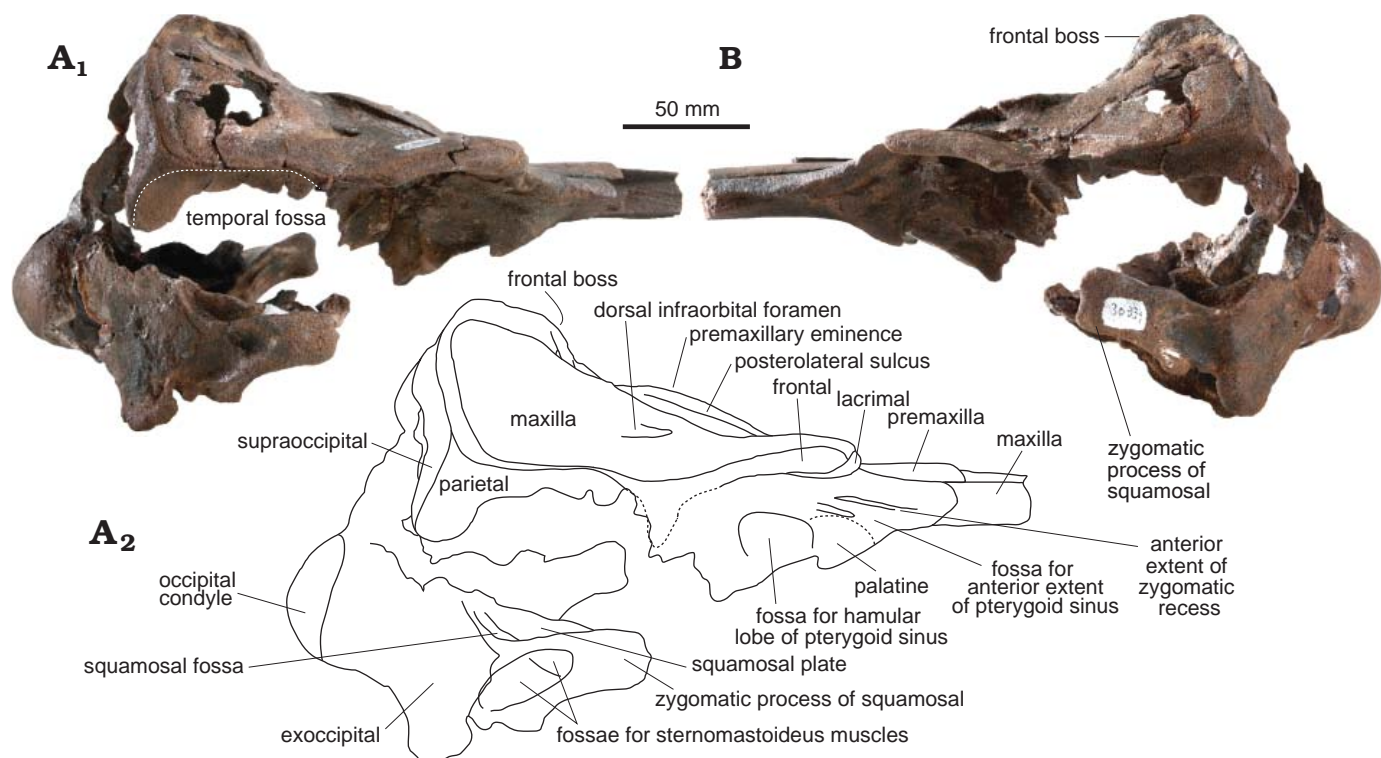 A1
B
frontal boss
50 mm
temporal fossa
frontal boss
dorsal infraorbital foramen
premaxillary eminence
posterolateral sulcus
frontal
lacrimal
premaxilla
maxilla
maxilla
zygomatic
process of
squamosal
supraoccipital
parietal
A2
anterior
extent of
zygomatic
recess
fossa for
anterior extent
of pterygoid sinus
palatine
fossa for hamular
lobe of pterygoid sinus
occipital
condyle
squamosal fossa
squamosal plate
zygomatic process of squamosal
exoccipital
fossae for sternomastoideus muscles